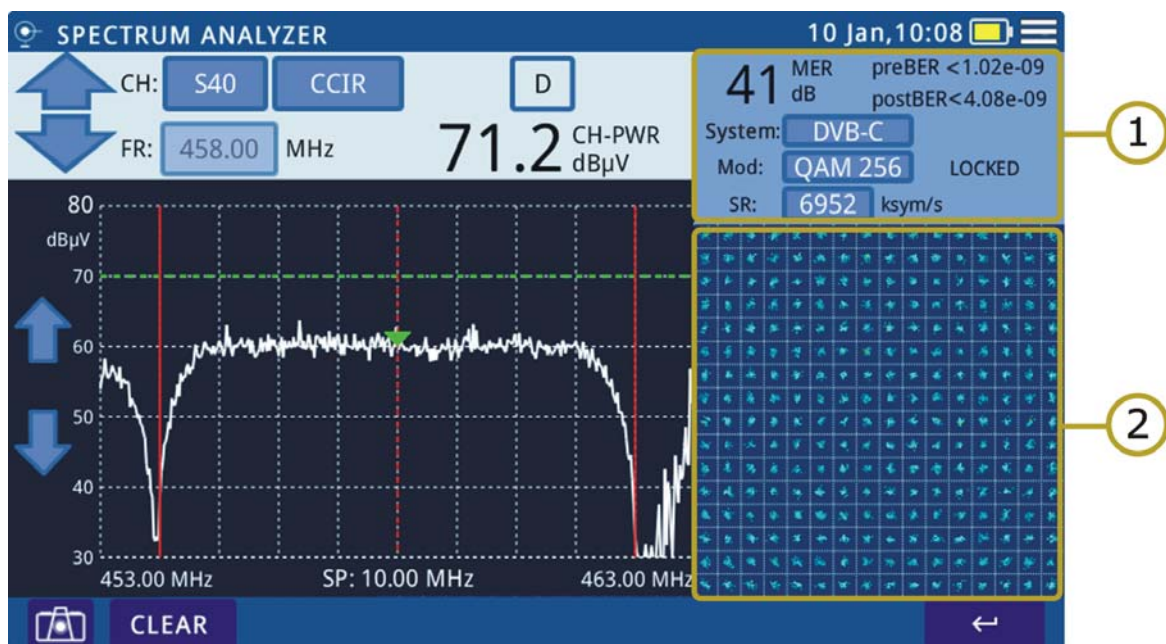 SPECTRUM ANALYZER
10 Jan,10:08
CH: S40 CCIR D
FR: 458.00 MHz
71.2 CH-PWR dBµV
41 MER dB
preBER <1.02e-09
postBER<4.08e-09
System: DVB-C
Mod: QAM 256 LOCKED
SR: 6952 ksym/s
1
80
dBµV
70
60
50
40
30
453.00 MHz SP: 10.00 MHz 463.00 MHz
2
CLEAR